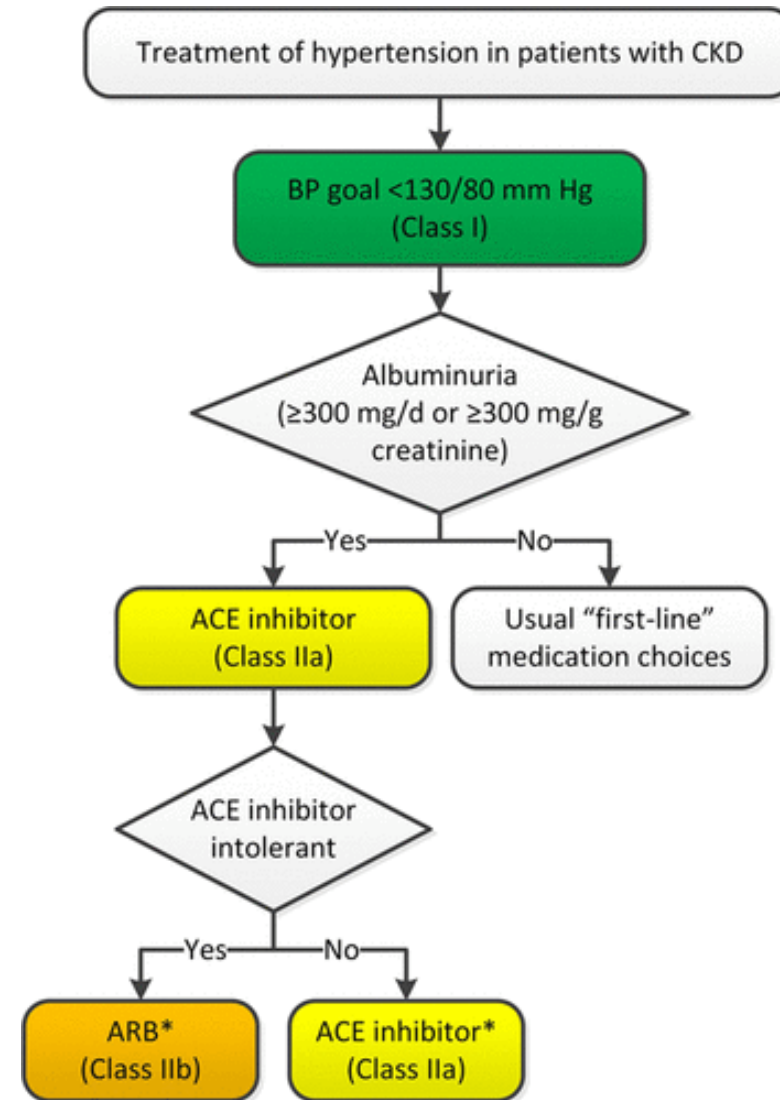 Treatment of hypertension in patients with CKD
BP goal <130/80 mm Hg
(Class I)
Albuminuria
(≥300 mg/d or ≥300 mg/g
creatinine)
Yes
No
ACE inhibitor
(Class IIa)
Usual “first-line”
medication choices
ACE inhibitor
intolerant
Yes
No
ARB*
(Class IIb)
ACE inhibitor*
(Class IIa)